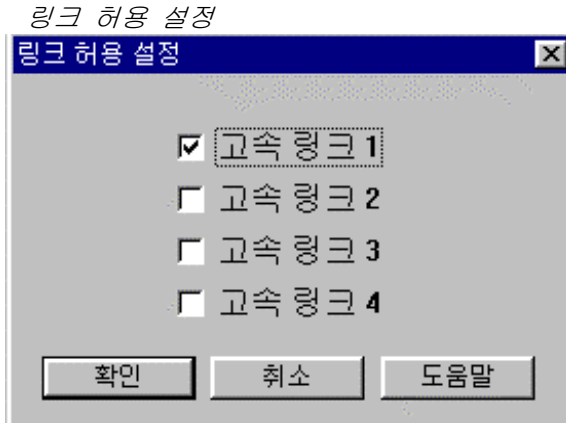 링크 허용 설정
링크 허용 설정
고속 링크 1
고속 링크 2
고속 링크 3
고속 링크 4
확인 취소 도움말